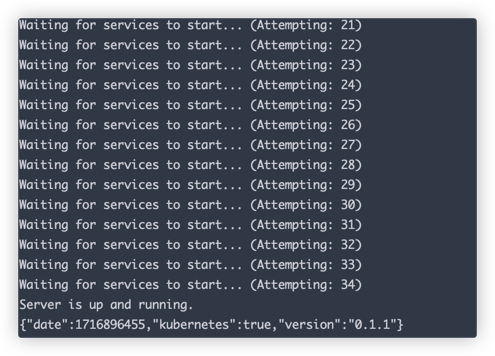 Waiting for services to start... (Attempting: 21)
Waiting for services to start... (Attempting: 22)
Waiting for services to start... (Attempting: 23)
Waiting for services to start... (Attempting: 24)
Waiting for services to start... (Attempting: 25)
Waiting for services to start... (Attempting: 26)
Waiting for services to start... (Attempting: 27)
Waiting for services to start... (Attempting: 28)
Waiting for services to start... (Attempting: 29)
Waiting for services to start... (Attempting: 30)
Waiting for services to start... (Attempting: 31)
Waiting for services to start... (Attempting: 32)
Waiting for services to start... (Attempting: 33)
Waiting for services to start... (Attempting: 34)
Server is up and running.
{"date":1716896455,"kubernetes":true,"version":"0.1.1"}